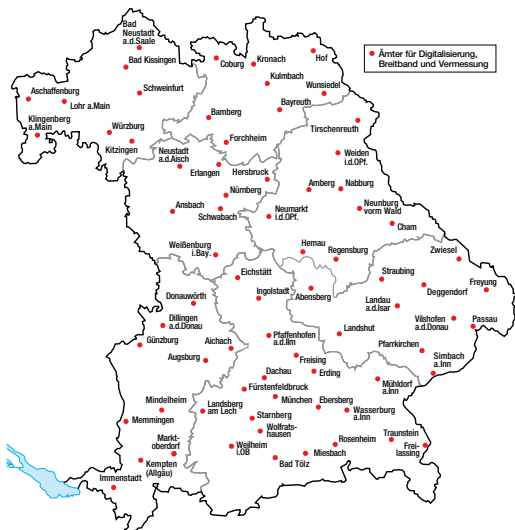 Bad
Neustadt
a.d.Saale
Bad Kissingen
Coburg
Kronach
Hof
Ämter für Digitalisierung,
Breitband und Vermessung
Kulmbach
Schweinfurt
Wunsiedel
Aschaffenburg
Lohr a.Main
Bayreuth
Klingenberg
a.Main
Bamberg
Tirschenreuth
Würzburg
Kitzingen
Forchheim
Neustadt
a.d.Aisch
Weiden
i.d.OPf.
Erlangen
Hersbruck
Amberg
Nabburg
Nürnberg
Ansbach
Schwabach
Neumarkt
i.d.OPf.
Neunburg
vorm Wald
Cham
Weißenburg
i.Bay.
Hemau
Regensburg
Zwiesel
Eichstätt
Straubing
Deggendorf
Freyung
Abensberg
Ingolstadt
Donauwörth
Landau
a.d.Isar
Dillingen
a.d.Donau
Vilshofen
a.d.Donau
Passau
Landshut
Pfaffenhofen
a.d.Ilm
Günzburg
Aichach
Pfarrkirchen
Augsburg
Freising
Simbach
a.Inn
Erding
Dachau
Mühldorf
a.Inn
Fürstenfeldbruck
Mindelheim
Landsberg
am Lech
München
Ebersberg
Wasserburg
a.Inn
Memmingen
Starnberg
Wolfrats-
hausen
Markt-
oberdorf
Weilheim
i.OB
Rosenheim
Traunstein
Frei-
lassing
Miesbach
Bad Tölz
Kempten
(Allgäu)
Immenstadt